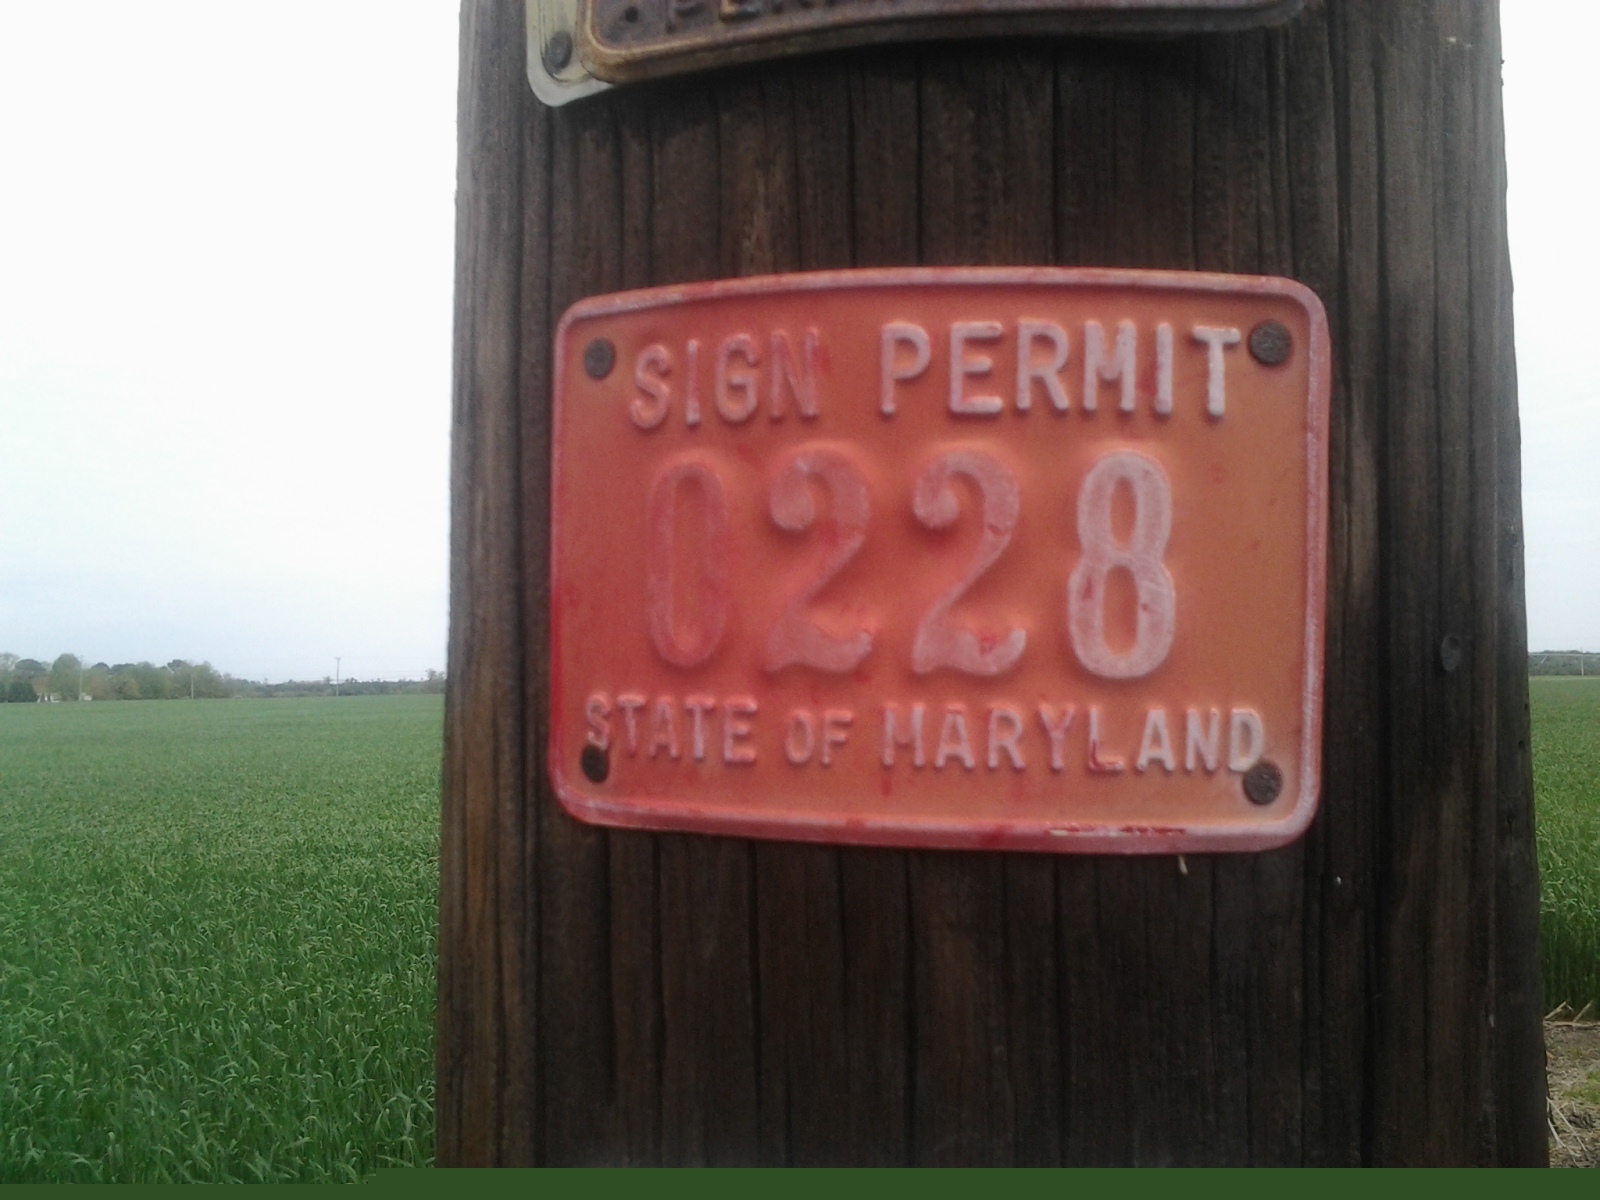 SIGN PERMIT
0228
STATE OF MARYLAND